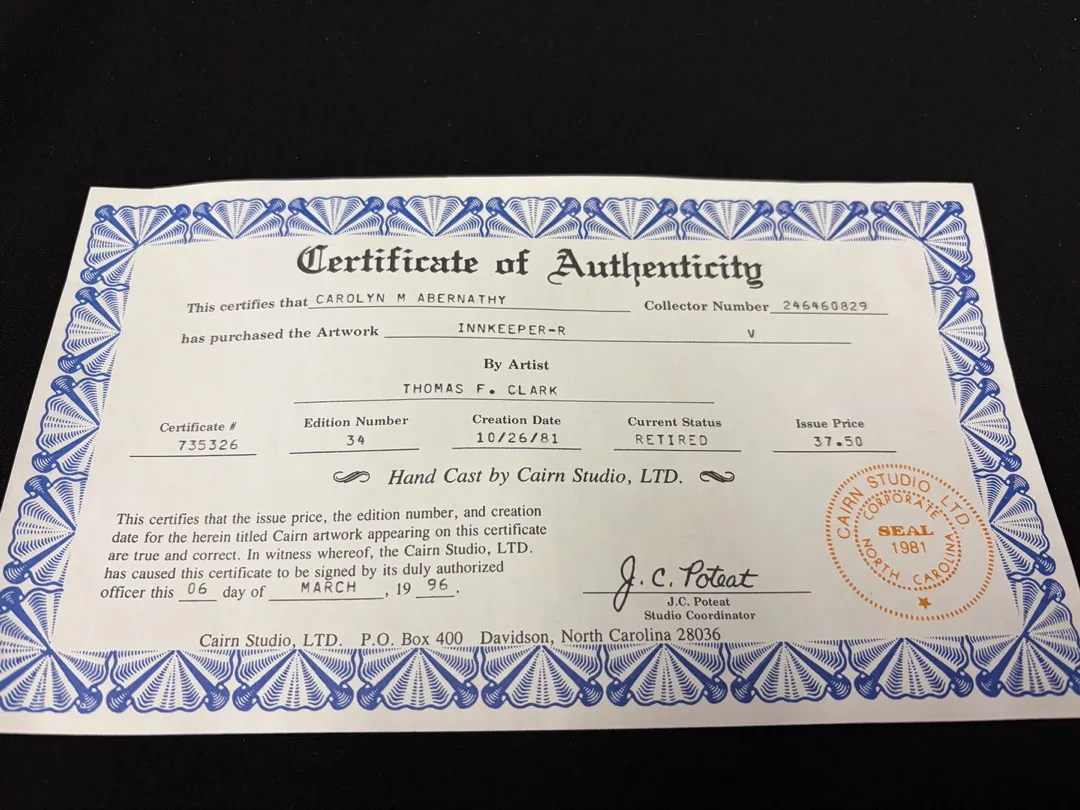 Certificate of Authenticity
This certifies that CAROLYN M ABERNATHY Collector Number 246460829
has purchased the Artwork INNKEEPER-R V
By Artist
THOMAS F. CLARK
Certificate # Edition Number Creation Date Current Status Issue Price
735326 34 10/26/81 RETIRED 37.50
Hand Cast by Cairn Studio, LTD.
This certifies that the issue price, the edition number, and creation
date for the herein titled Cairn artwork appearing on this certificate
are true and correct. In witness whereof, the Cairn Studio, LTD.
has caused this certificate to be signed by its duly authorized
officer this 06 day of MARCH, 19 96.
J. C. Poteat
J.C. Poteat
Studio Coordinator
CAIRN STUDIO, LTD.
CORPORATE
SEAL
1981
NORTH CAROLINA
Cairn Studio, LTD. P.O. Box 400 Davidson, North Carolina 28036